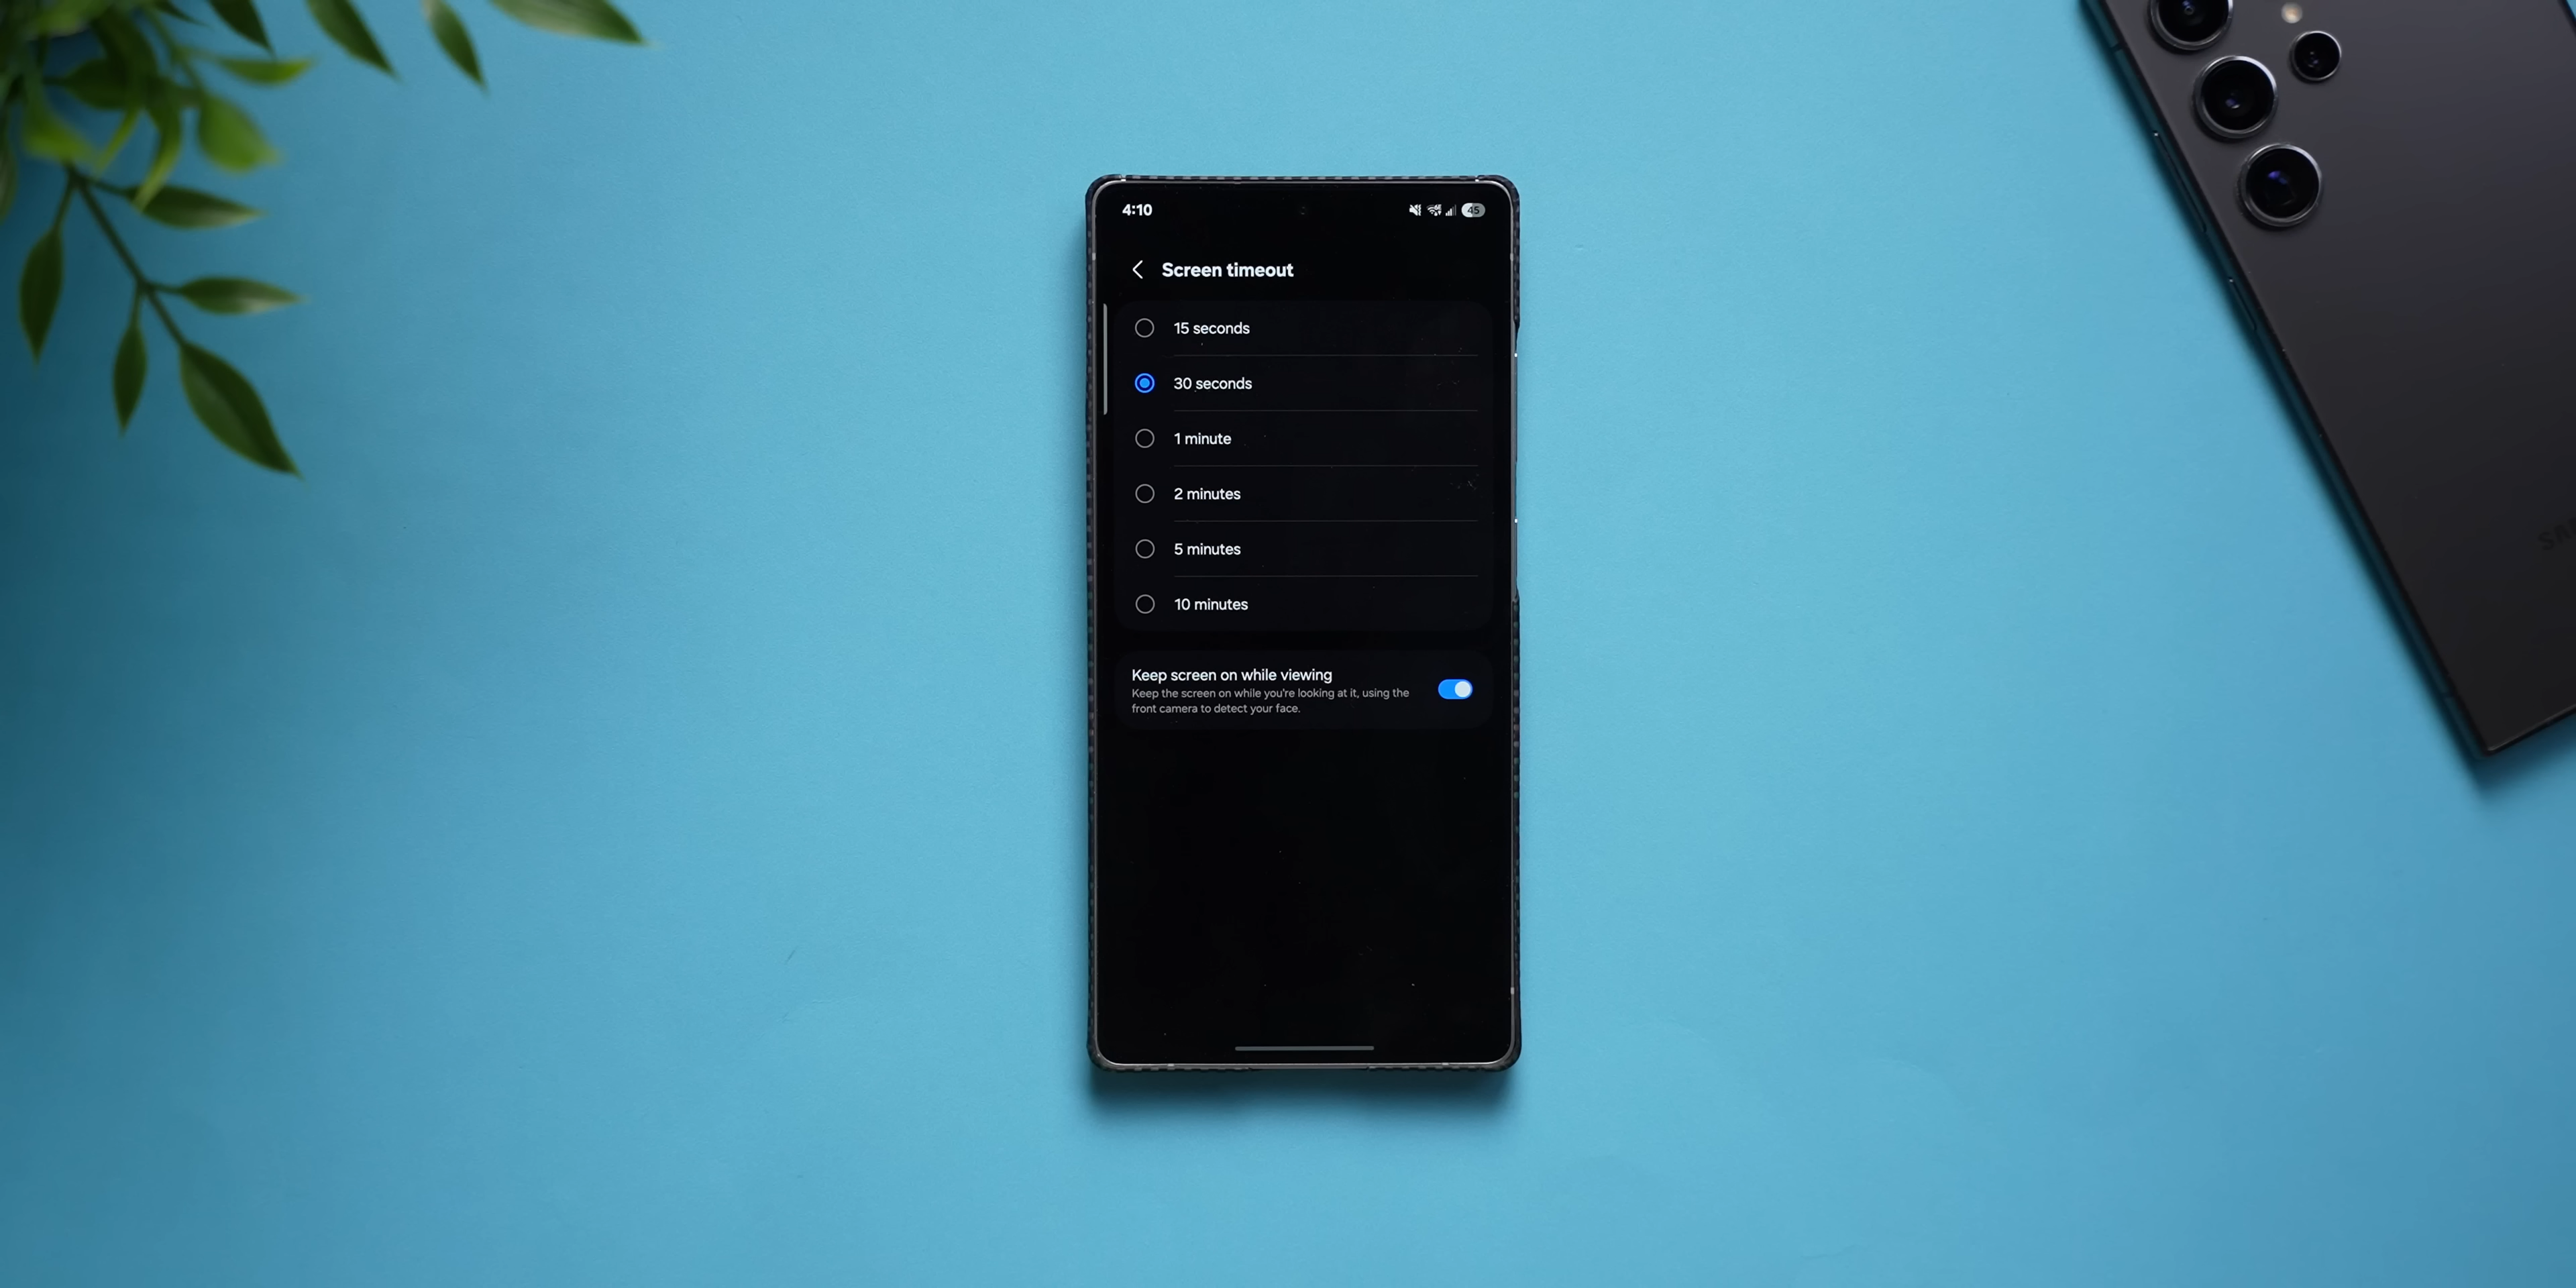 4:10
45
Screen timeout
15 seconds
30 seconds
1 minute
2 minutes
5 minutes
10 minutes
Keep screen on while viewing
Keep the screen on while you're looking at it, using the
front camera to detect your face.